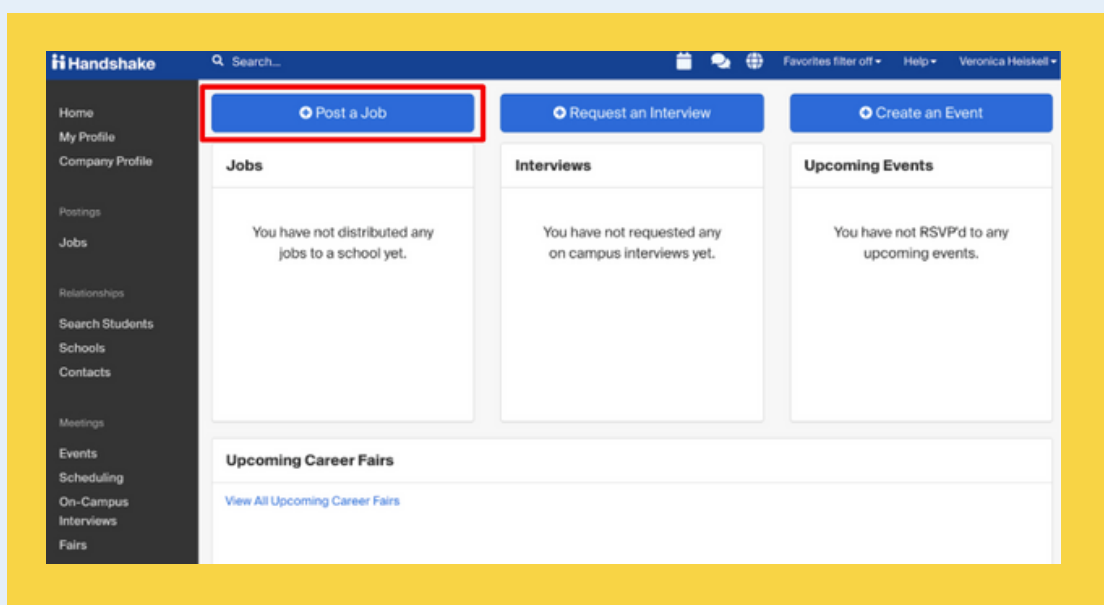 Handshake
Search...
Favorites filter off
Help
Veronica Heiskell
Home
My Profile
Company Profile
Postings
Jobs
Relationships
Search Students
Schools
Contacts
Meetings
Events
Scheduling
On-Campus
Interviews
Fairs
Post a Job
Request an Interview
Create an Event
Jobs
You have not distributed any
jobs to a school yet.
Interviews
You have not requested any
on campus interviews yet.
Upcoming Events
You have not RSVP'd to any
upcoming events.
Upcoming Career Fairs
View All Upcoming Career Fairs